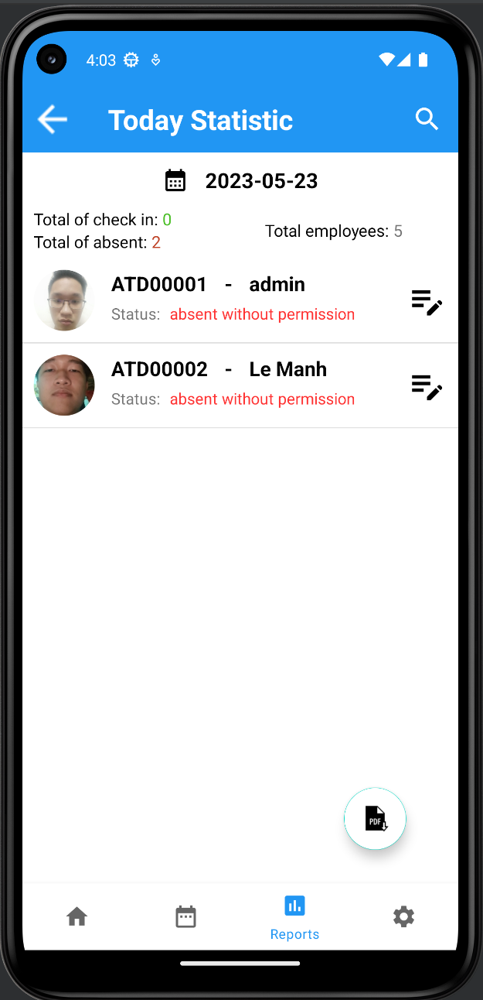 4:03
Today Statistic
2023-05-23
Total of check in: 0
Total of absent: 2
Total employees: 5
ATD00001 - admin
Status: absent without permission
ATD00002 - Le Manh
Status: absent without permission
PDF
Reports